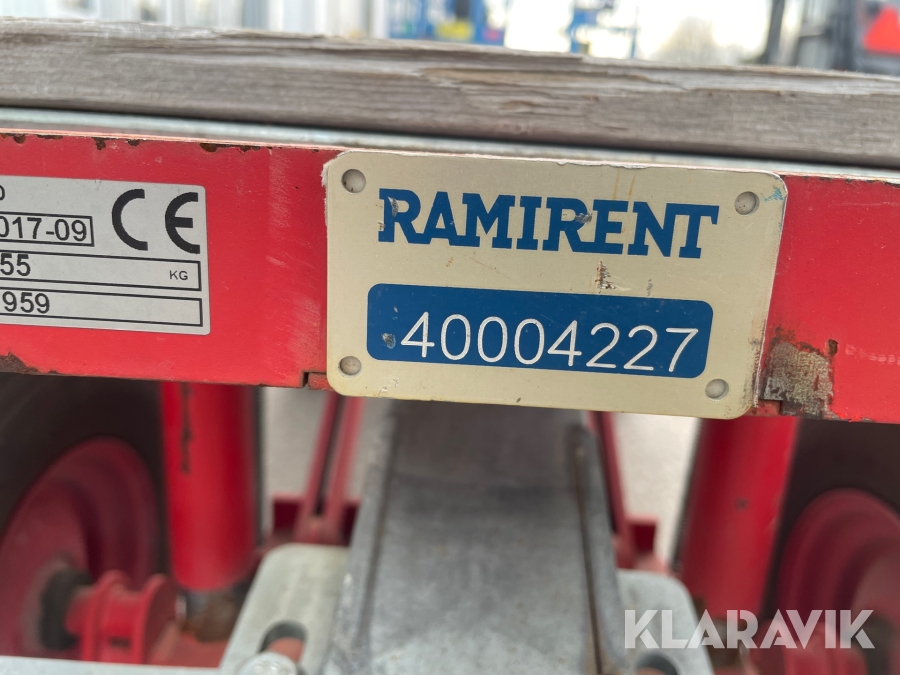 017-09
CE
55 KG
959
RAMIRENT
40004227
KLARAVIK